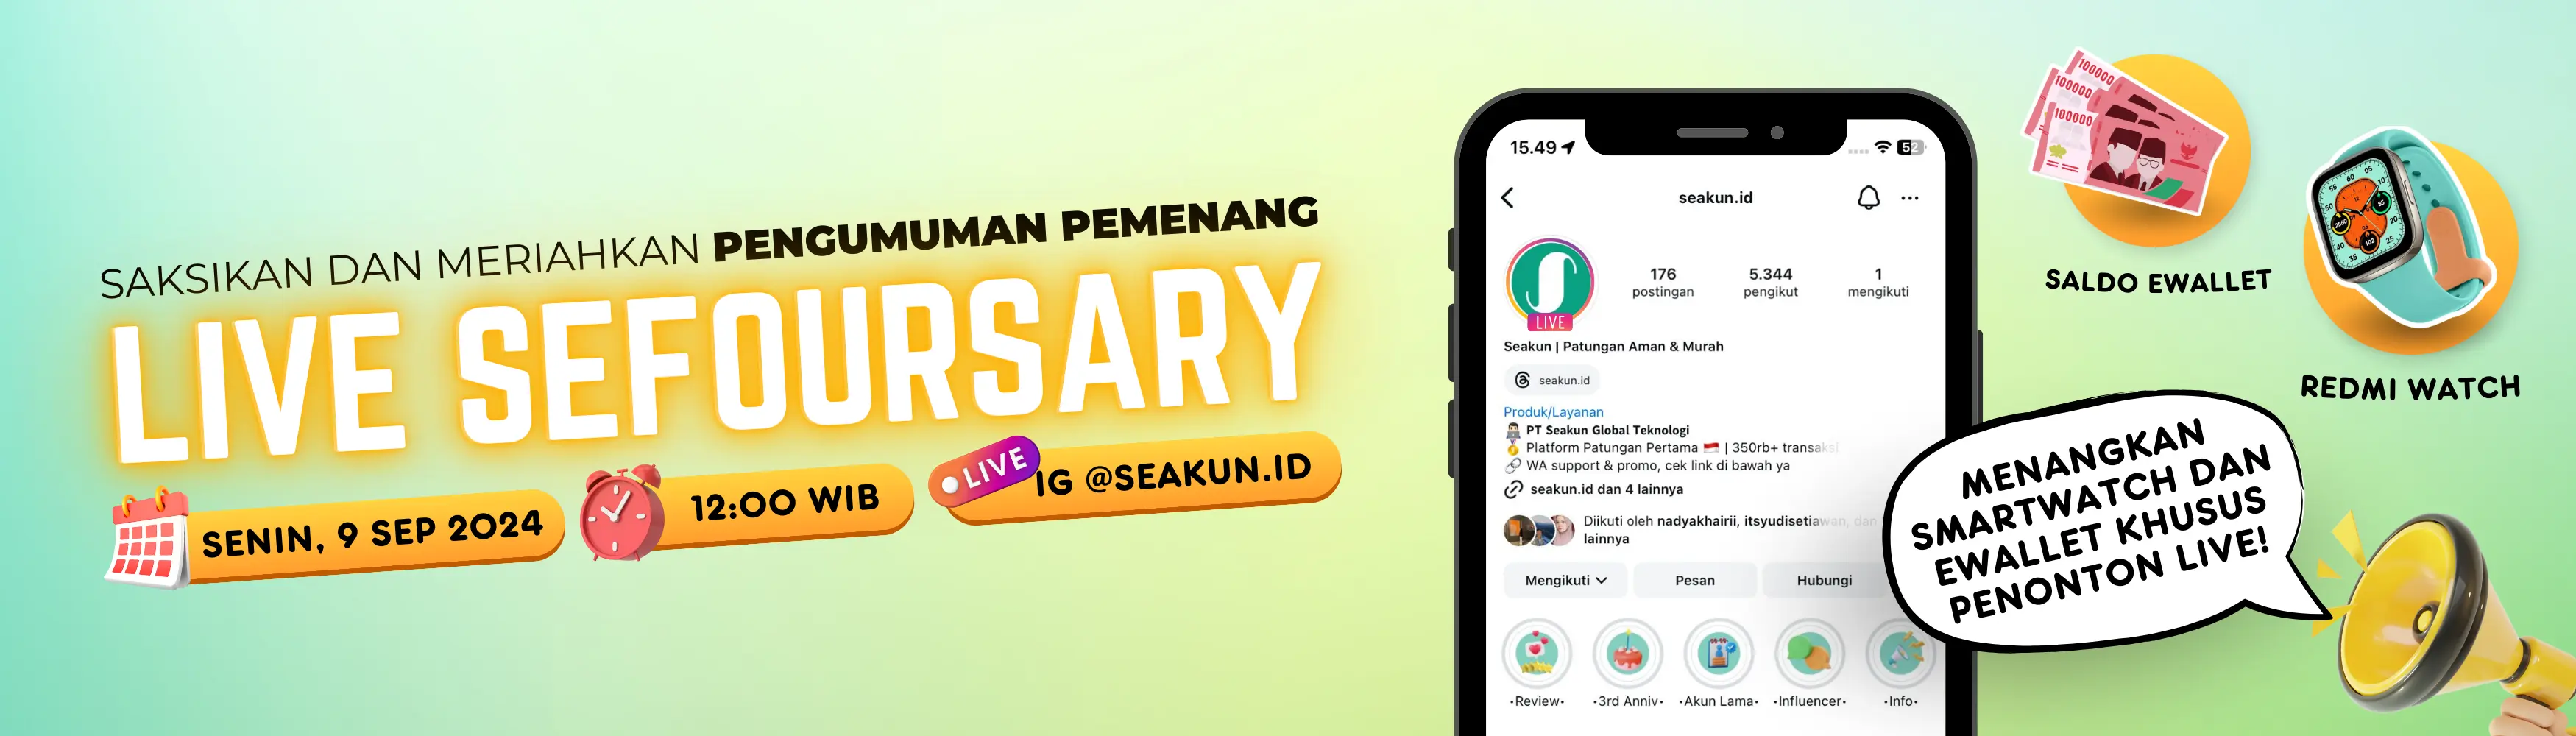 SAKSIKAN DAN MERIAHKAN PENGUMUMAN PEMENANG
LIVE SEFOURSARY
SENIN, 9 SEP 2024
12:00 WIB
LIVE
IG @SEAKUN.ID
15.49
52
seakun.id
176
postingan
5.344
pengikut
1
mengikuti
LIVE
Seakun | Patungan Aman & Murah
seakun.id
Produk/Layanan
PT Seakun Global Teknologi
Platform Patungan Pertama 🇮🇩 | 350rb+ transaksi
WA support & promo, cek link di bawah ya
seakun.id dan 4 lainnya
Diikuti oleh nadyakhairii, itsyudisetiawan, dan
lainnya
Mengikuti
Pesan
Hubungi
•Review•
•3rd Anniv•
•Akun Lama•
•Influencer•
•Info•
100000
100000
100000
SALDO EWALLET
REDMI WATCH
MENANGKAN
SMARTWATCH DAN
EWALLET KHUSUS
PENONTON LIVE!